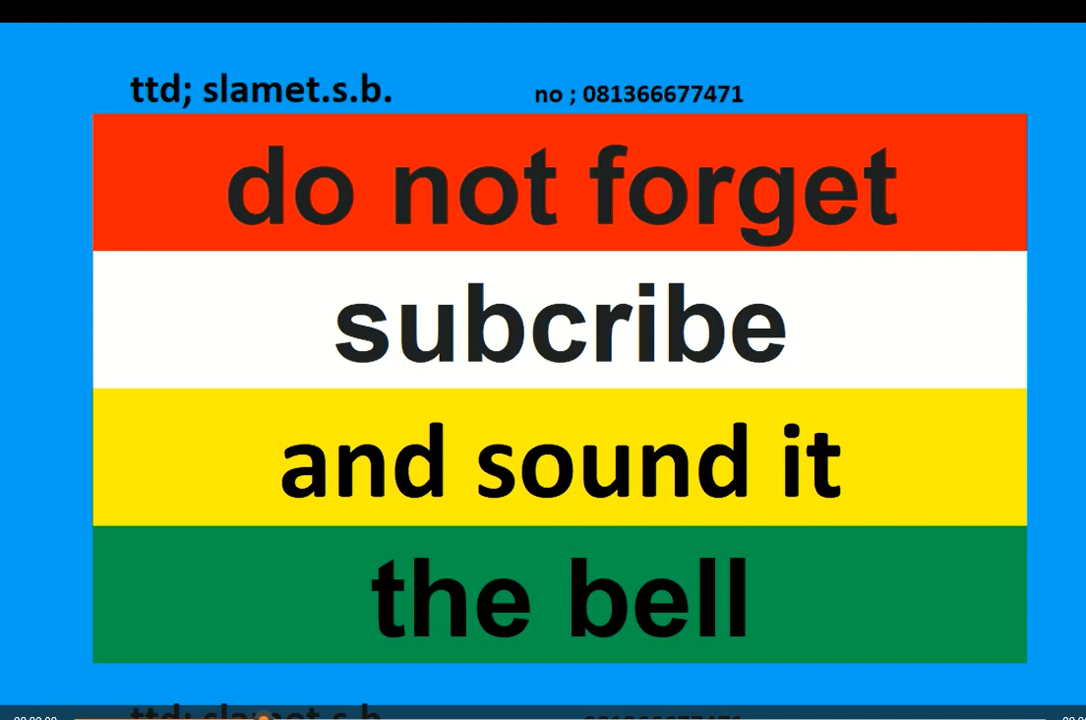 ttd; slamet.s.b. no ; 081366677471
do not forget
subcribe
and sound it
the bell